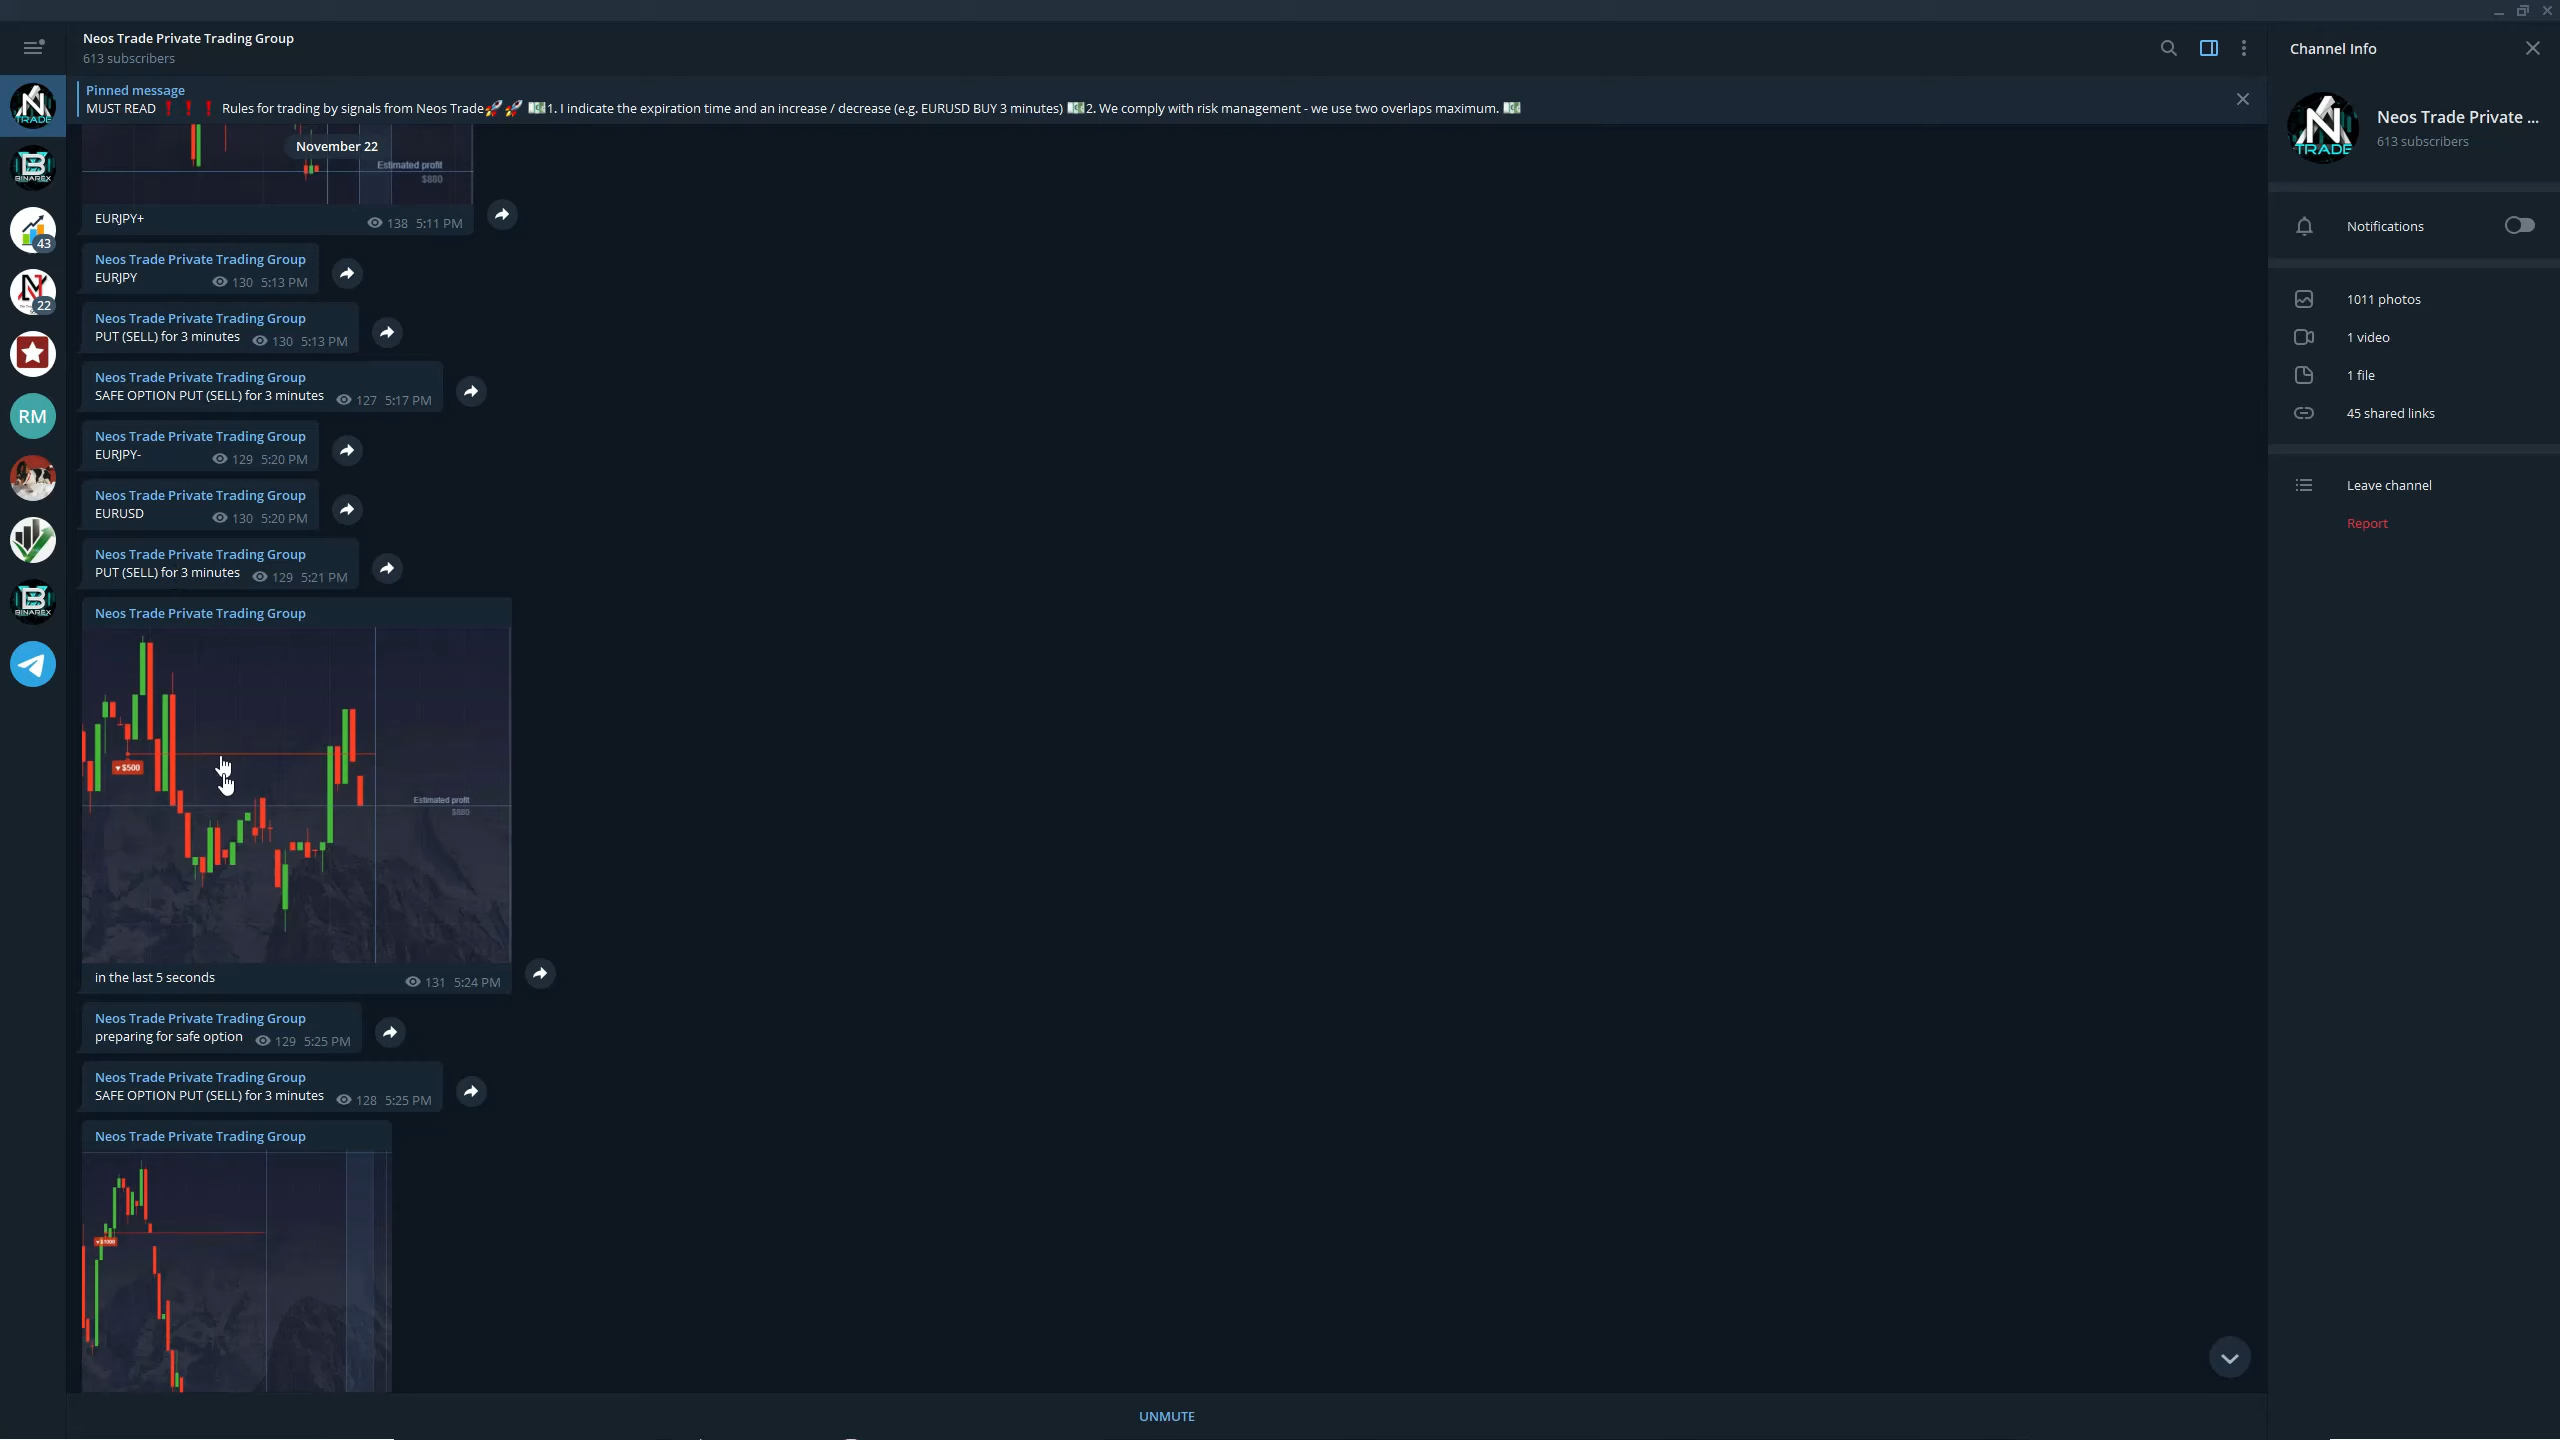 Neos Trade Private Trading Group
613 subscribers
Pinned message
MUST READ ❗❗❗ Rules for trading by signals from Neos Trade🚀🚀 💵1. I indicate the expiration time and an increase / decrease (e.g. EURUSD BUY 3 minutes) 💵2. We comply with risk management - we use two overlaps maximum. 💵
November 22
Estimated profit
$880
EURJPY+
138 5:11 PM
Neos Trade Private Trading Group
EURJPY
130 5:13 PM
Neos Trade Private Trading Group
PUT (SELL) for 3 minutes
130 5:13 PM
Neos Trade Private Trading Group
SAFE OPTION PUT (SELL) for 3 minutes
127 5:17 PM
Neos Trade Private Trading Group
EURJPY-
129 5:20 PM
Neos Trade Private Trading Group
EURUSD
130 5:20 PM
Neos Trade Private Trading Group
PUT (SELL) for 3 minutes
129 5:21 PM
Neos Trade Private Trading Group
▼$500
Estimated profit
$880
in the last 5 seconds
131 5:24 PM
Neos Trade Private Trading Group
preparing for safe option
129 5:25 PM
Neos Trade Private Trading Group
SAFE OPTION PUT (SELL) for 3 minutes
128 5:25 PM
Neos Trade Private Trading Group
UNMUTE
N
TRADE
B
BINAREX
43
22
RM
B
BINAREX
Channel Info
N
TRADE
Neos Trade Private ...
613 subscribers
Notifications
1011 photos
1 video
1 file
45 shared links
Leave channel
Report